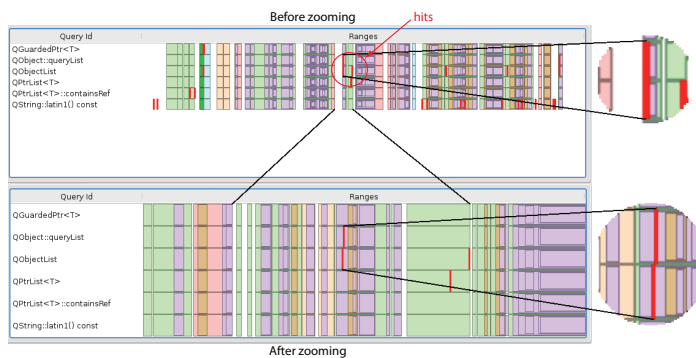 Before zooming
hits
Query Id Ranges
QGuardedPtr<T>
QObject::queryList
QObjectList
QPtrList<T>
QPtrList<T>::containsRef
QString::latin1() const
Query Id Ranges
QGuardedPtr<T>
QObject::queryList
QObjectList
QPtrList<T>
QPtrList<T>::containsRef
QString::latin1() const
After zooming